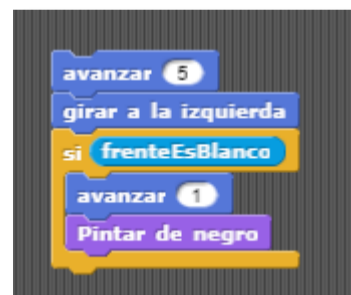 avanzar 5
girar a la izquierda
si frenteEsBlanco
avanzar 1
Pintar de negro